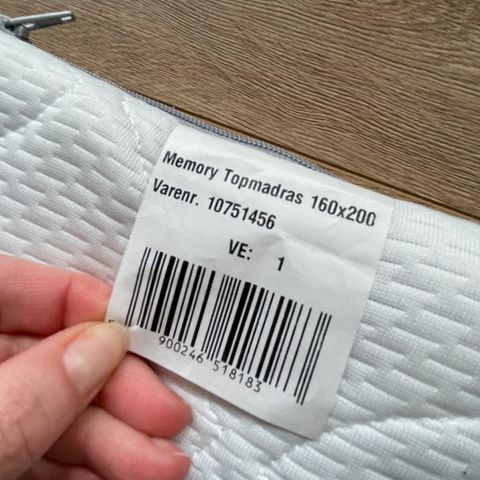 Memory Topmadras 160x200
Varenr. 10751456
VE: 1
900246 518183